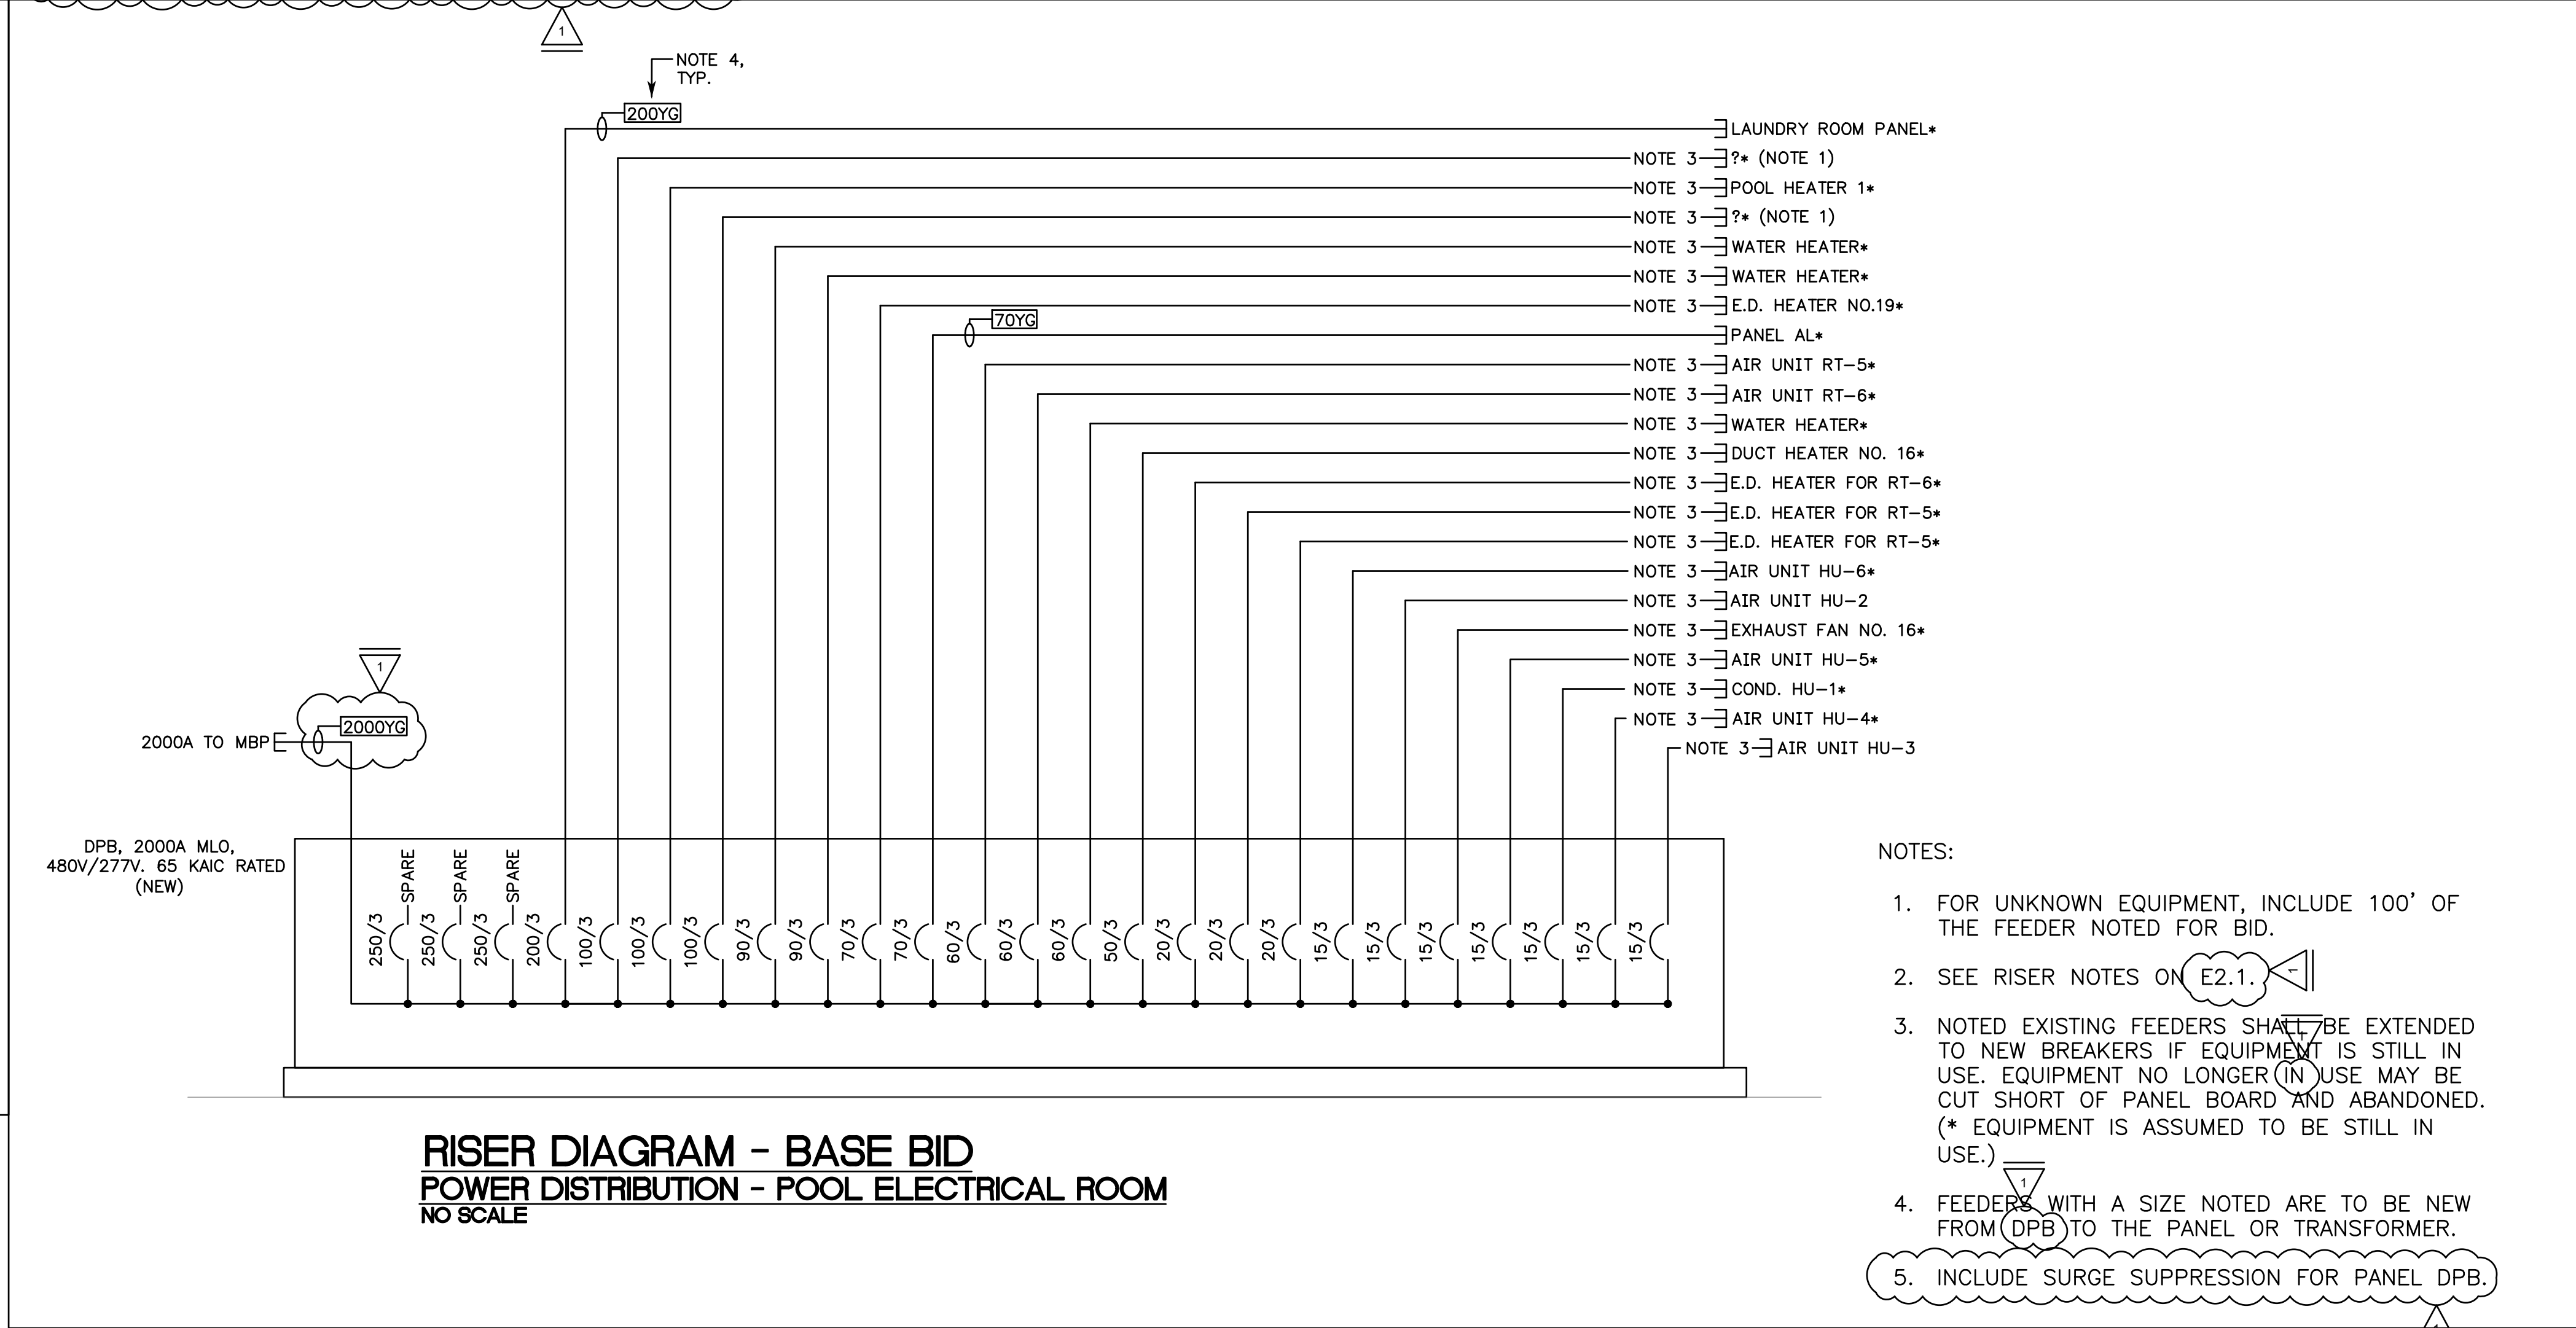 1
NOTE 4,
TYP.
200YG
LAUNDRY ROOM PANEL*
NOTE 3 ?* (NOTE 1)
NOTE 3 POOL HEATER 1*
NOTE 3 ?* (NOTE 1)
NOTE 3 WATER HEATER*
NOTE 3 WATER HEATER*
NOTE 3 E.D. HEATER NO.19*
70YG
PANEL AL*
NOTE 3 AIR UNIT RT-5*
NOTE 3 AIR UNIT RT-6*
NOTE 3 WATER HEATER*
NOTE 3 DUCT HEATER NO. 16*
NOTE 3 E.D. HEATER FOR RT-6*
NOTE 3 E.D. HEATER FOR RT-5*
NOTE 3 E.D. HEATER FOR RT-5*
NOTE 3 AIR UNIT HU-6*
NOTE 3 AIR UNIT HU-2
NOTE 3 EXHAUST FAN NO. 16*
NOTE 3 AIR UNIT HU-5*
NOTE 3 COND. HU-1*
NOTE 3 AIR UNIT HU-4*
NOTE 3 AIR UNIT HU-3
1
2000YG
2000A TO MBP
DPB, 2000A MLO,
480V/277V. 65 KAIC RATED
(NEW)
SPARE
SPARE
SPARE
250/3
250/3
250/3
200/3
100/3
100/3
100/3
90/3
90/3
70/3
70/3
60/3
60/3
60/3
50/3
20/3
20/3
20/3
15/3
15/3
15/3
15/3
15/3
15/3
15/3
RISER DIAGRAM - BASE BID
POWER DISTRIBUTION - POOL ELECTRICAL ROOM
NO SCALE
NOTES:
1. FOR UNKNOWN EQUIPMENT, INCLUDE 100' OF
THE FEEDER NOTED FOR BID.
2. SEE RISER NOTES ON E2.1.
1
3. NOTED EXISTING FEEDERS SHALL BE EXTENDED
1
TO NEW BREAKERS IF EQUIPMENT IS STILL IN
USE. EQUIPMENT NO LONGER IN USE MAY BE
CUT SHORT OF PANEL BOARD AND ABANDONED.
(* EQUIPMENT IS ASSUMED TO BE STILL IN
USE.)
1
4. FEEDERS WITH A SIZE NOTED ARE TO BE NEW
FROM DPB TO THE PANEL OR TRANSFORMER.
5. INCLUDE SURGE SUPPRESSION FOR PANEL DPB.